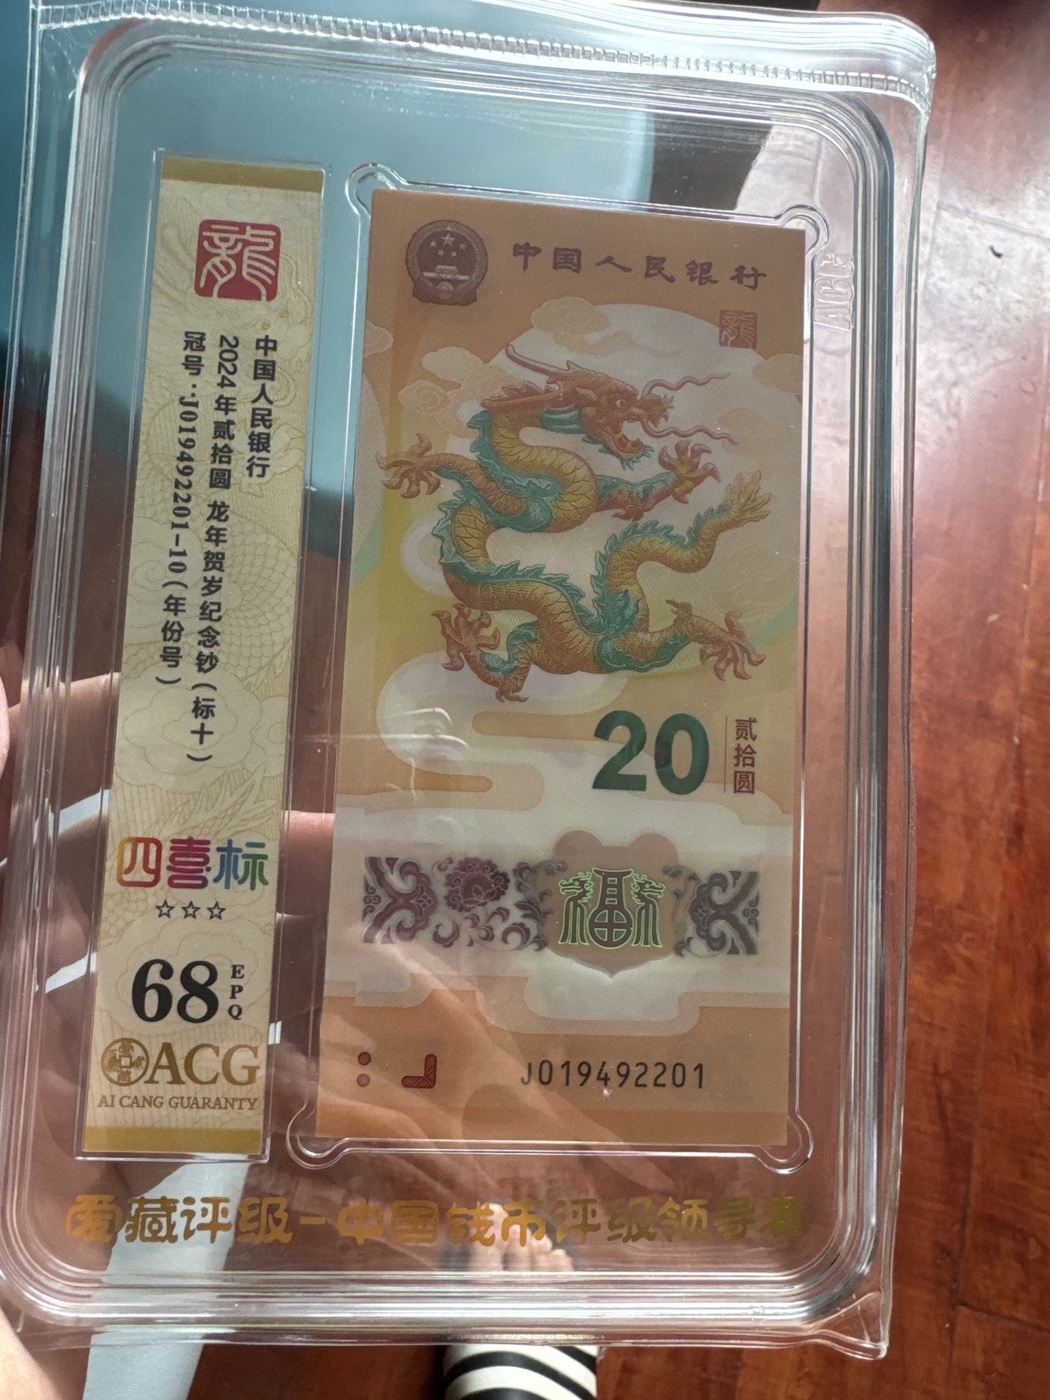 龍
中国人民银行
2024年贰拾圆 龙年贺岁纪念钞（标十）
冠号:J019492201-10(年份号)
四喜标
☆☆☆
68
EPQ
ACG
AI CANG GUARANTY
中国人民银行
龍
20
贰拾圆
福
J019492201
ACG
爱藏评级-中国钱币评级领导者